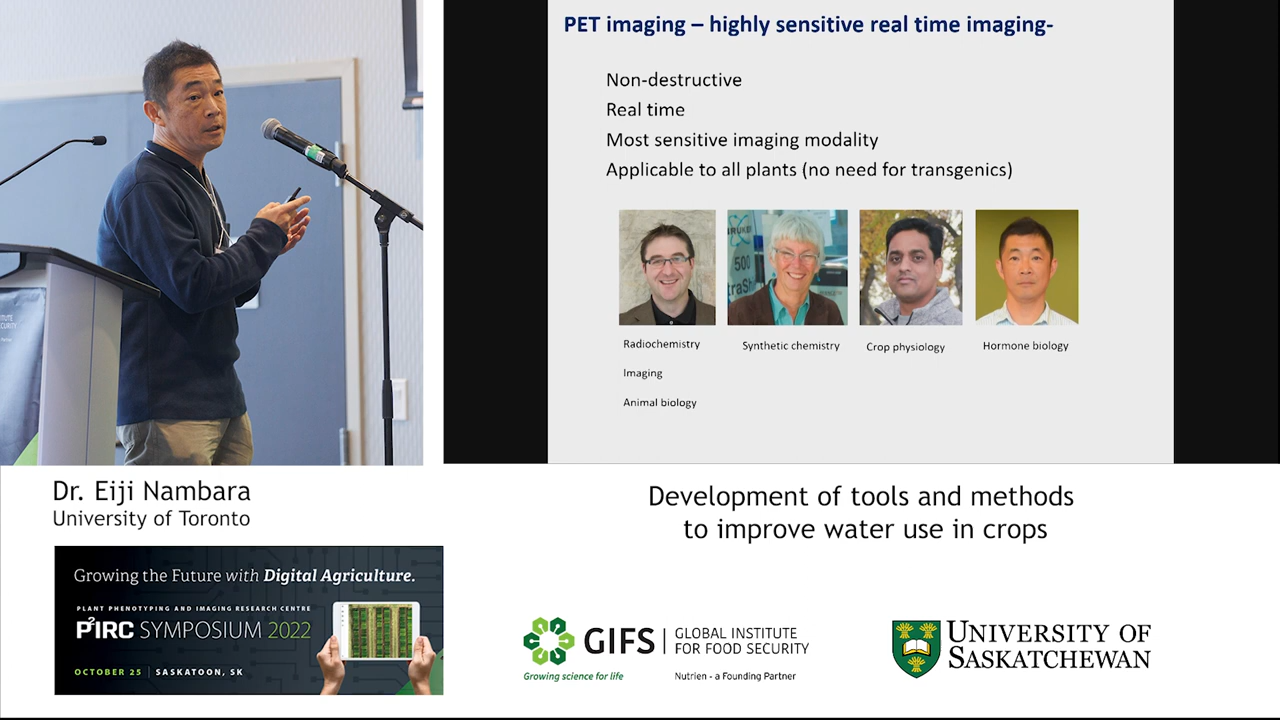 PET imaging – highly sensitive real time imaging-
Non-destructive
Real time
Most sensitive imaging modality
Applicable to all plants (no need for transgenics)
BRUKER
500
Radiochemistry
Synthetic chemistry
Crop physiology
Hormone biology
Imaging
Animal biology
Dr. Eiji Nambara
University of Toronto
Development of tools and methods
to improve water use in crops
Growing the Future with Digital Agriculture.
PLANT PHENOTYPING AND IMAGING RESEARCH CENTRE
P²IRC SYMPOSIUM 2022
OCTOBER 25 | SASKATOON, SK
GIFS | GLOBAL INSTITUTE
FOR FOOD SECURITY
Growing science for life
Nutrien - a Founding Partner
UNIVERSITY OF
SASKATCHEWAN